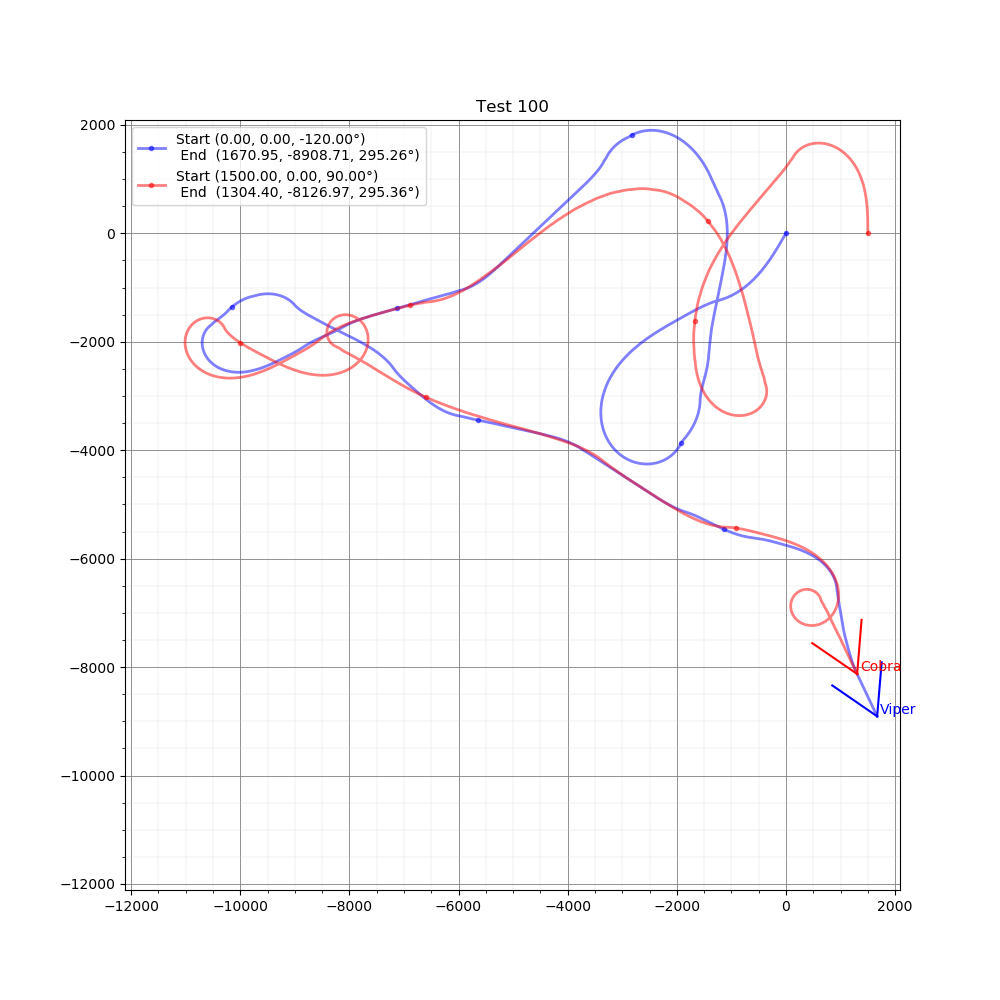 Test 100
Start (0.00, 0.00, -120.00°)
End (1670.95, -8908.71, 295.26°)
Start (1500.00, 0.00, 90.00°)
End (1304.40, -8126.97, 295.36°)
2000
0
−2000
−4000
−6000
−8000
−10000
−12000
Cobra
Viper
−12000 −10000 −8000 −6000 −4000 −2000 0 2000